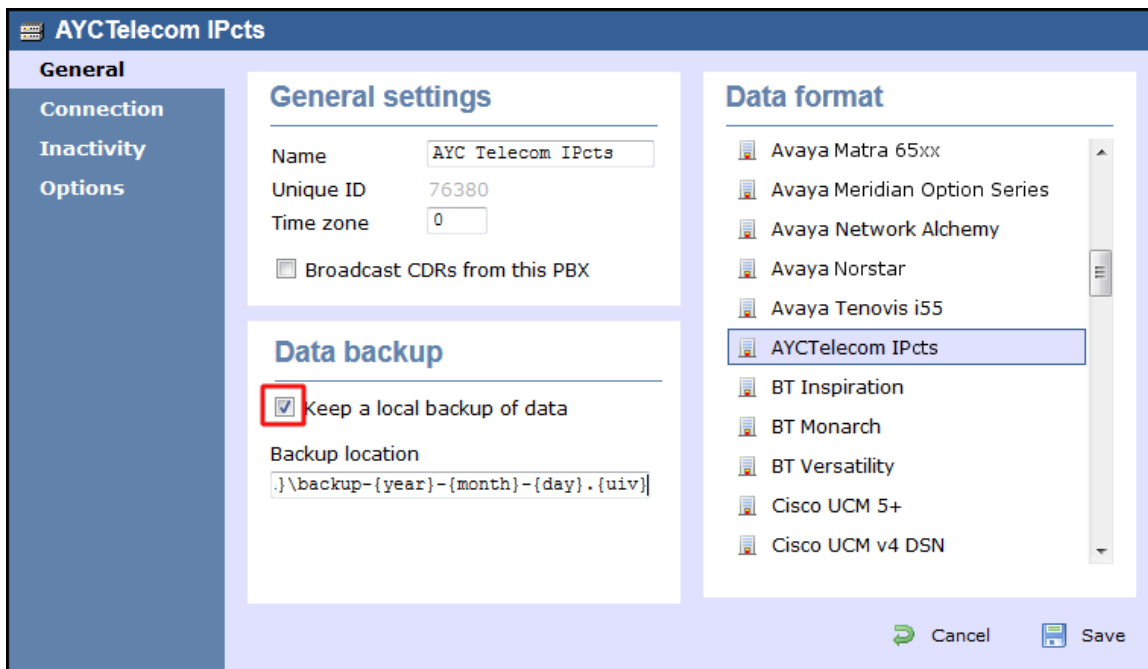 AYCTelecom IPcts
General
Connection
Inactivity
Options
General settings
Name AYC Telecom IPcts
Unique ID 76380
Time zone 0
Broadcast CDRs from this PBX
Data backup
Keep a local backup of data
Backup location
.}\backup-{year}-{month}-{day}.{uiv}
Data format
Avaya Matra 65xx
Avaya Meridian Option Series
Avaya Network Alchemy
Avaya Norstar
Avaya Tenovis i55
AYCTelecom IPcts
BT Inspiration
BT Monarch
BT Versatility
Cisco UCM 5+
Cisco UCM v4 DSN
Cancel
Save